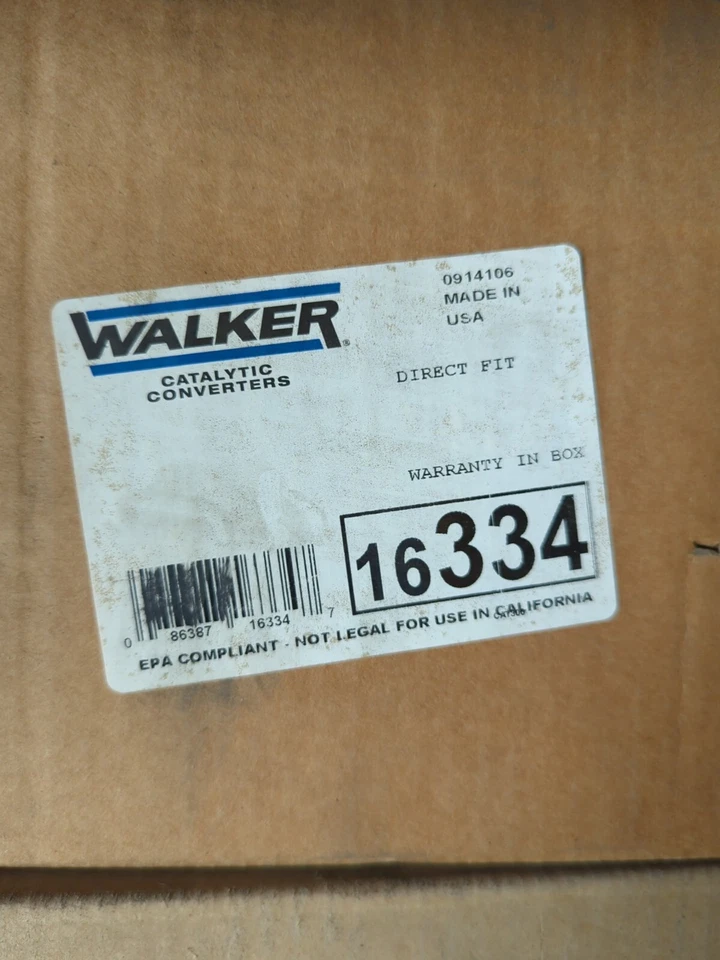 WALKER®
CATALYTIC
CONVERTERS
0914106
MADE IN
USA
DIRECT FIT
WARRANTY IN BOX
16334
0 86387 16334 7
EPA COMPLIANT - NOT LEGAL FOR USE IN CALIFORNIA